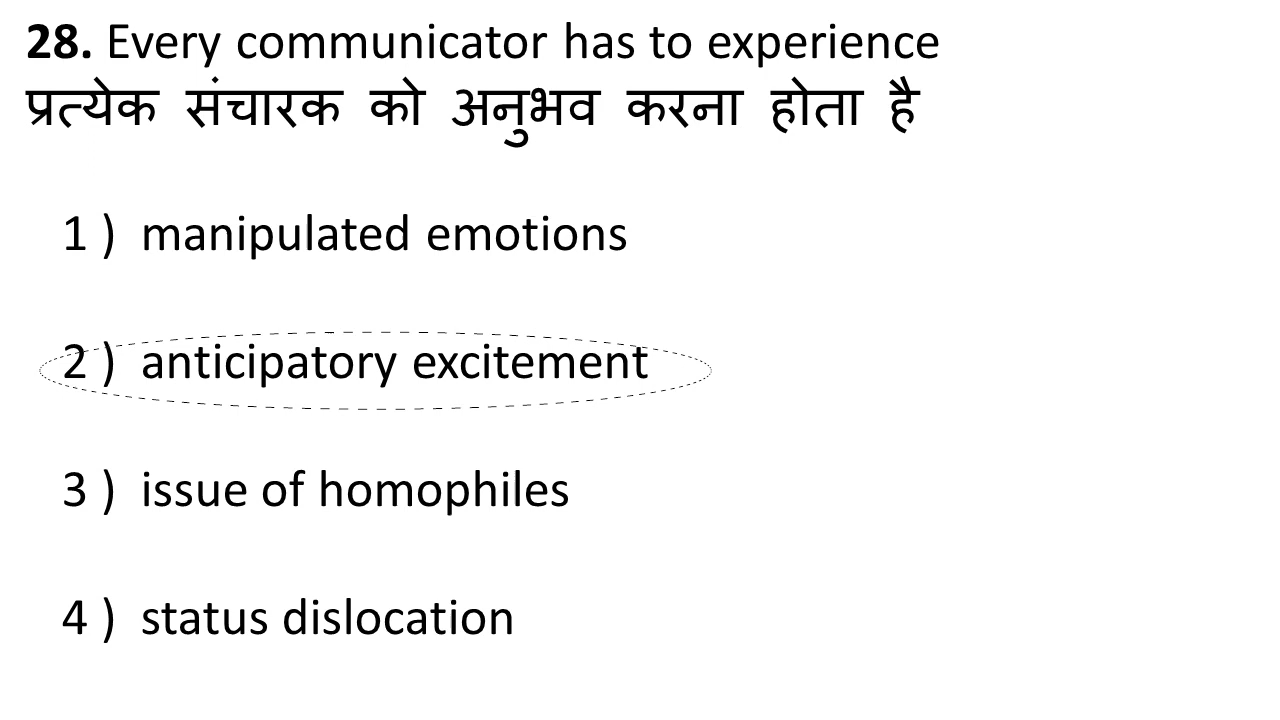 28. Every communicator has to experience
प्रत्येक संचारक को अनुभव करना होता है
1 ) manipulated emotions
2 ) anticipatory excitement
3 ) issue of homophiles
4 ) status dislocation